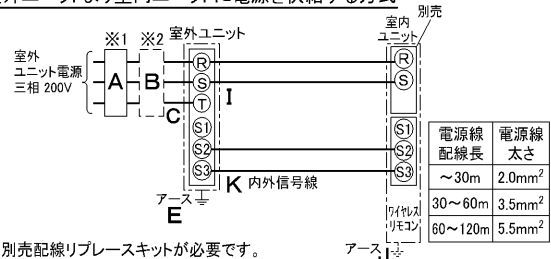 外ユニットより室内ユニットに電源を供給する方式
※1 ※2 室外ユニット
室外
ユニット電源
三相 200V
A B C
R
S
T
S1
S2
S3
I
K 内外信号線
アース
E
別売
室内
ユニット
R
S
S1
S2
S3
ワイヤレス
リモコン
アース
J
電源線
配線長
電源線
太さ
～30m 2.0mm²
30～60m 3.5mm²
60～120m 5.5mm²
別売配線リプレースキットが必要です。